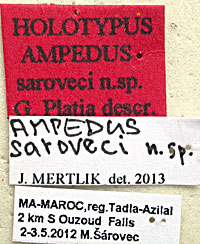 HOLOTYPUS
AMPEDUS
saroveci n.sp.
G. Platia descr.
AMPEDUS
saroveci n.sp.
J. MERTLIK det. 2013
MA-MAROC,reg.Tadla-Azilal
2 km S Ouzoud Falls
2-3.5.2012 M.Šárovec